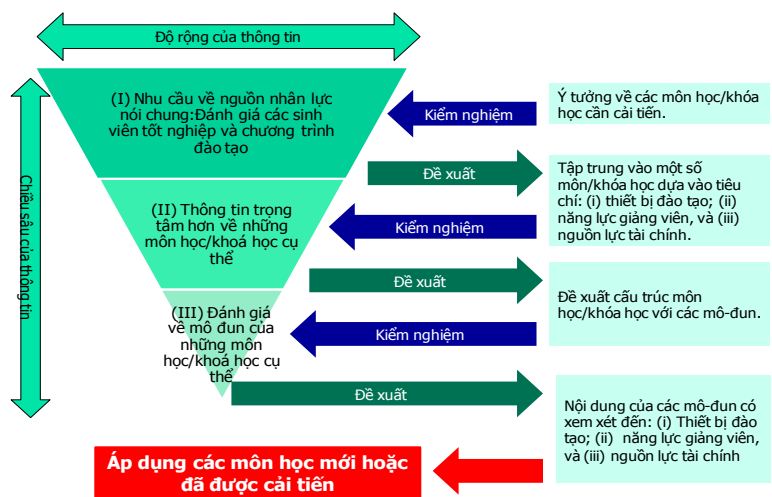 Độ rộng của thông tin
Chiều sâu của thông tin
(I) Nhu cầu về nguồn nhân lực
nói chung:Đánh giá các sinh
viên tốt nghiệp và chương trình
đào tạo
Kiểm nghiệm
Ý tưởng về các môn học/khóa
học cần cải tiến.
Đề xuất
Tập trung vào một số
môn/khóa học dựa vào tiêu
chí: (i) thiết bị đào tạo; (ii)
năng lực giảng viên, và (iii)
nguồn lực tài chính.
(II) Thông tin trọng
tâm hơn về những
môn học/khoá học cụ
thể
Kiểm nghiệm
Đề xuất
Đề xuất cấu trúc môn
học/khóa học với các mô-đun.
(III) Đánh giá
về mô đun của
những môn
học/khoá học cụ
thể
Kiểm nghiệm
Đề xuất
Nội dung của các mô-đun có
xem xét đến: (i) Thiết bị đào
tạo; (ii) năng lực giảng viên,
và (iii) nguồn lực tài chính
Áp dụng các môn học mới hoặc
đã được cải tiến